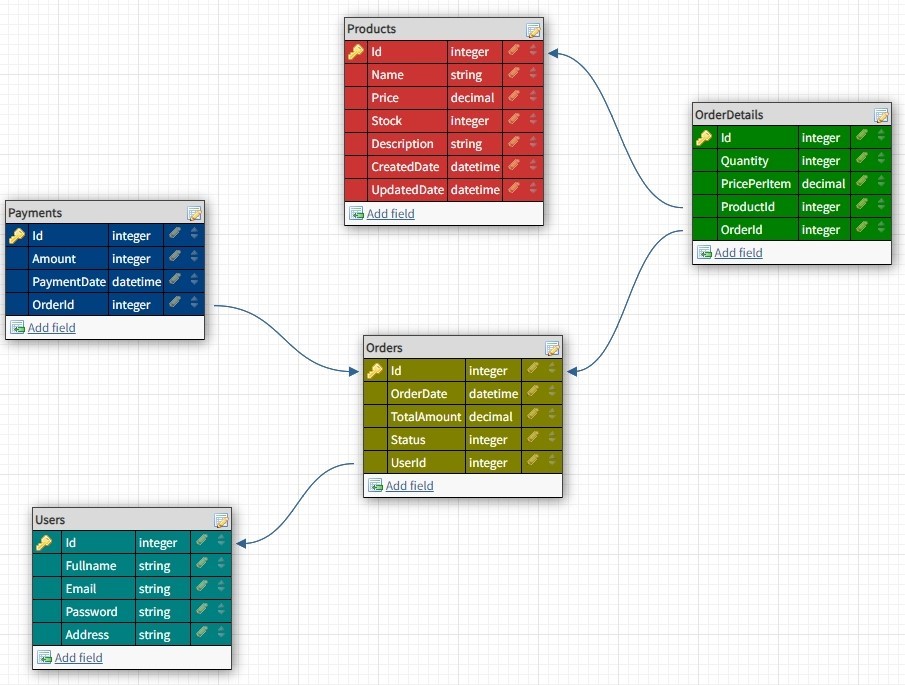 Products
Id integer
Name string
Price decimal
Stock integer
Description string
CreatedDate datetime
UpdatedDate datetime
Add field
OrderDetails
Id integer
Quantity integer
PricePerItem decimal
ProductId integer
OrderId integer
Add field
Payments
Id integer
Amount integer
PaymentDate datetime
OrderId integer
Add field
Orders
Id integer
OrderDate datetime
TotalAmount decimal
Status integer
UserId integer
Add field
Users
Id integer
Fullname string
Email string
Password string
Address string
Add field